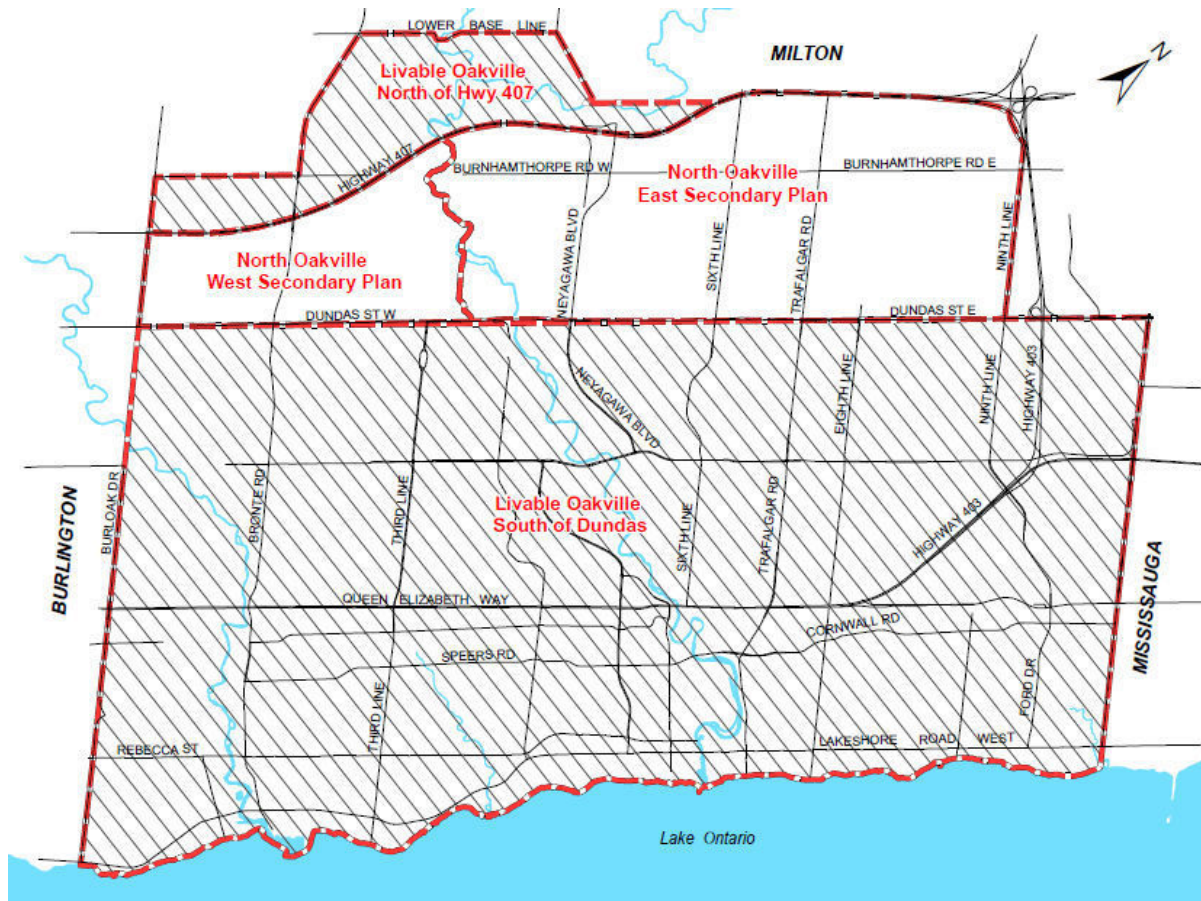 LOWER BASE LINE
MILTON
N
Livable Oakville
North of Hwy 407
HIGHWAY 407
BURNHAMTHORPE RD W
North Oakville
East Secondary Plan
BURNHAMTHORPE RD E
NEYAGAWA BLVD
SIXTH LINE
TRAFALGAR RD
NINTH LINE
North Oakville
West Secondary Plan
DUNDAS ST W
DUNDAS ST E
NEYAGAWA BLVD
EIGHTH LINE
NINTH LINE
HIGHWAY 403
BURLINGTON
BURLOAK DR
BRONTE RD
THIRD LINE
Livable Oakville
South of Dundas
SIXTH LINE
TRAFALGAR RD
HIGHWAY 403
MISSISSAUGA
QUEEN ELIZABETH WAY
CORNWALL RD
SPEERS RD
THIRD LINE
FORD DR
REBECCA ST
LAKESHORE ROAD WEST
Lake Ontario